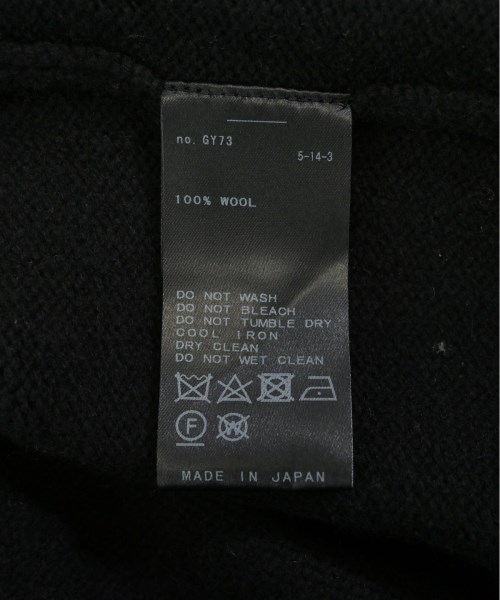 no. GY73
5-14-3
100% WOOL
DO NOT WASH
DO NOT BLEACH
DO NOT TUMBLE DRY.
COOL IRON
DRY CLEAN
DO NOT WET CLEAN
F W
MADE IN JAPAN